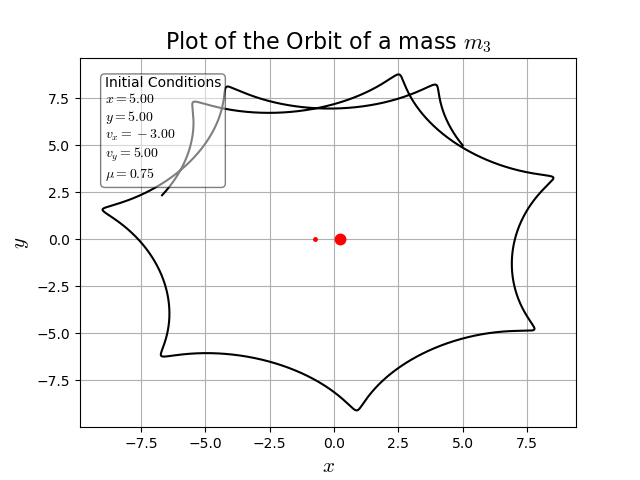 Plot of the Orbit of a mass m₃
Initial Conditions
x = 5.00
y = 5.00
vₓ = −3.00
v_y = 5.00
μ = 0.75
7.5
5.0
2.5
0.0
−2.5
−5.0
−7.5
y
−7.5 −5.0 −2.5 0.0 2.5 5.0 7.5
x